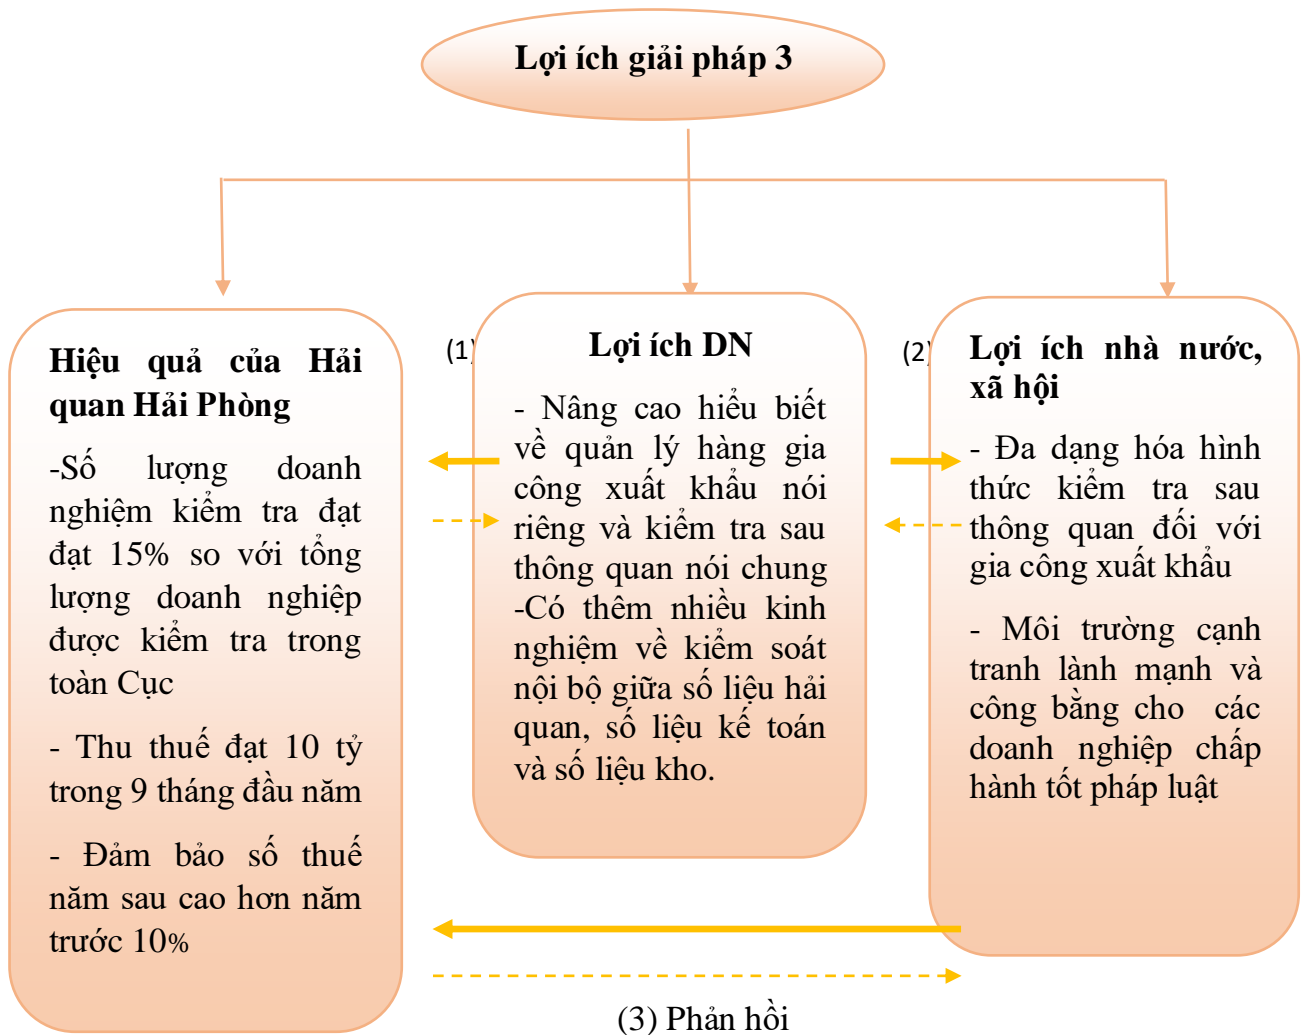 Lợi ích giải pháp 3
Hiệu quả của Hải
quan Hải Phòng
-Số lượng doanh
nghiệm kiểm tra đạt
đạt 15% so với tổng
lượng doanh nghiệp
được kiểm tra trong
toàn Cục
- Thu thuế đạt 10 tỷ
trong 9 tháng đầu năm
- Đảm bảo số thuế
năm sau cao hơn năm
trước 10%
(1)
Lợi ích DN
- Nâng cao hiểu biết
về quản lý hàng gia
công xuất khẩu nói
riêng và kiểm tra sau
thông quan nói chung
-Có thêm nhiều kinh
nghiệm về kiểm soát
nội bộ giữa số liệu hải
quan, số liệu kế toán
và số liệu kho.
(2)
Lợi ích nhà nước,
xã hội
- Đa dạng hóa hình
thức kiểm tra sau
thông quan đối với
gia công xuất khẩu
- Môi trường cạnh
tranh lành mạnh và
công bằng cho các
doanh nghiệp chấp
hành tốt pháp luật
(3) Phản hồi